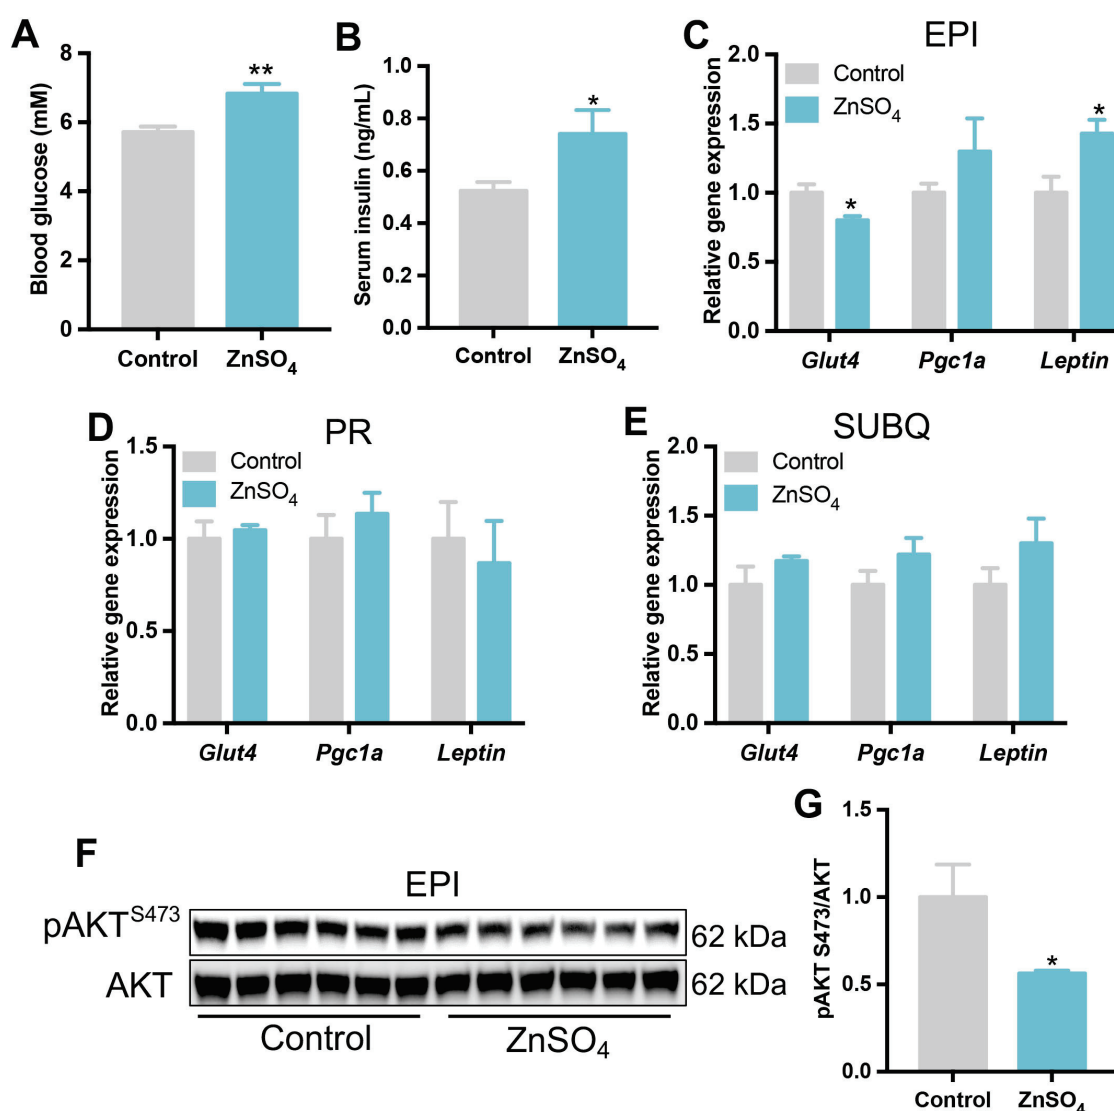 A
Blood glucose (mM)
8
6
4
2
0
**
Control
ZnSO4
B
Serum insulin (ng/mL)
1.0
0.8
0.6
0.4
0.2
0.0
*
Control
ZnSO4
C
EPI
Relative gene expression
2.0
1.5
1.0
0.5
0.0
Control
ZnSO4
*
*
Glut4
Pgc1a
Leptin
D
PR
Relative gene expression
1.5
1.0
0.5
0.0
Control
ZnSO4
Glut4
Pgc1a
Leptin
E
SUBQ
Relative gene expression
2.0
1.5
1.0
0.5
0.0
Control
ZnSO4
Glut4
Pgc1a
Leptin
F
EPI
pAKT S473
62 kDa
AKT
62 kDa
Control
ZnSO4
G
pAKT S473/AKT
1.5
1.0
0.5
0.0
*
Control
ZnSO4